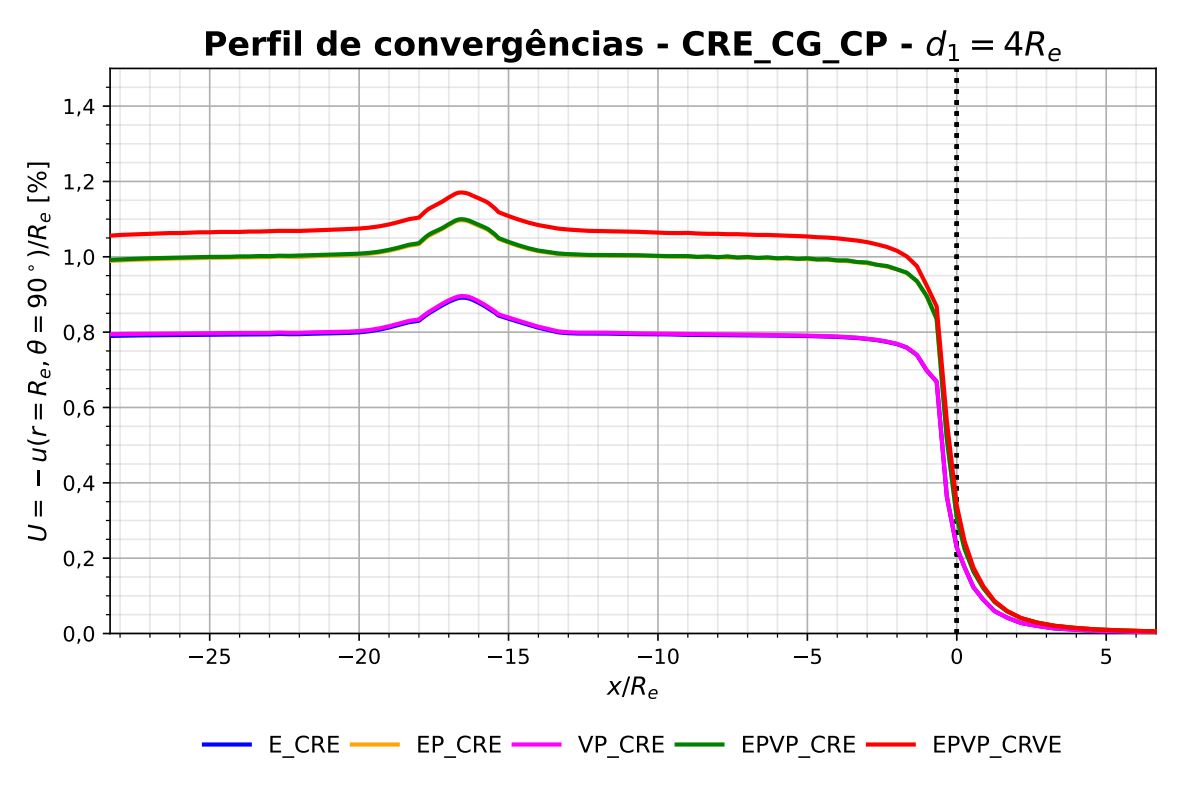 Perfil de convergências - CRE_CG_CP - d₁ = 4Rₑ
U = − u(r = Rₑ, θ = 90°)/Rₑ [%]
1,4
1,2
1,0
0,8
0,6
0,4
0,2
0,0
−25 −20 −15 −10 −5 0 5
x/Rₑ
E_CRE EP_CRE VP_CRE EPVP_CRE EPVP_CRVE